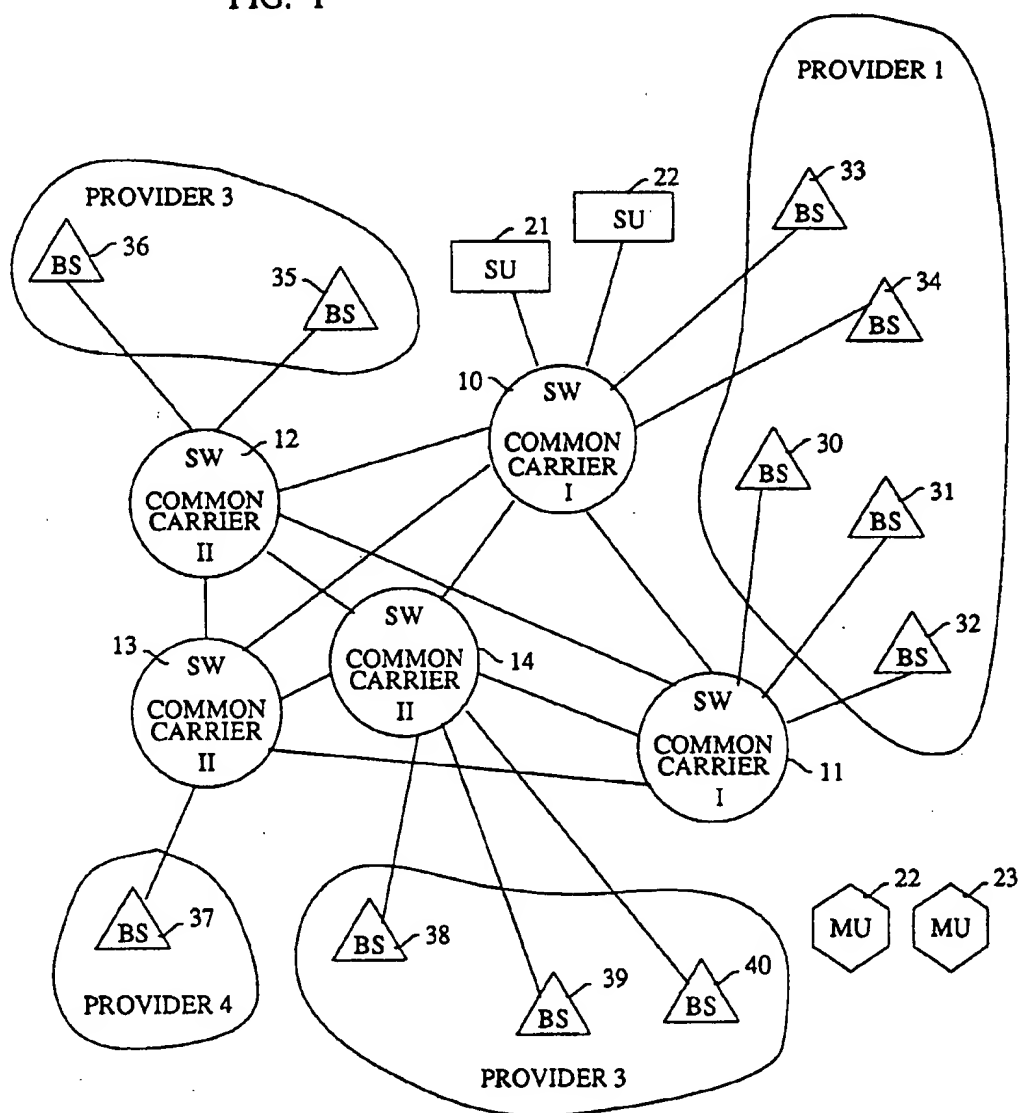 FIG. 1
PROVIDER 1
33
BS
34
BS
30
BS
31
BS
32
BS
PROVIDER 3
36
BS
35
BS
21
SU
22
SU
10
SW
COMMON
CARRIER
I
12
SW
COMMON
CARRIER
II
13
SW
COMMON
CARRIER
II
14
SW
COMMON
CARRIER
II
11
SW
COMMON
CARRIER
I
37
BS
PROVIDER 4
38
BS
39
BS
40
BS
PROVIDER 3
22
MU
23
MU